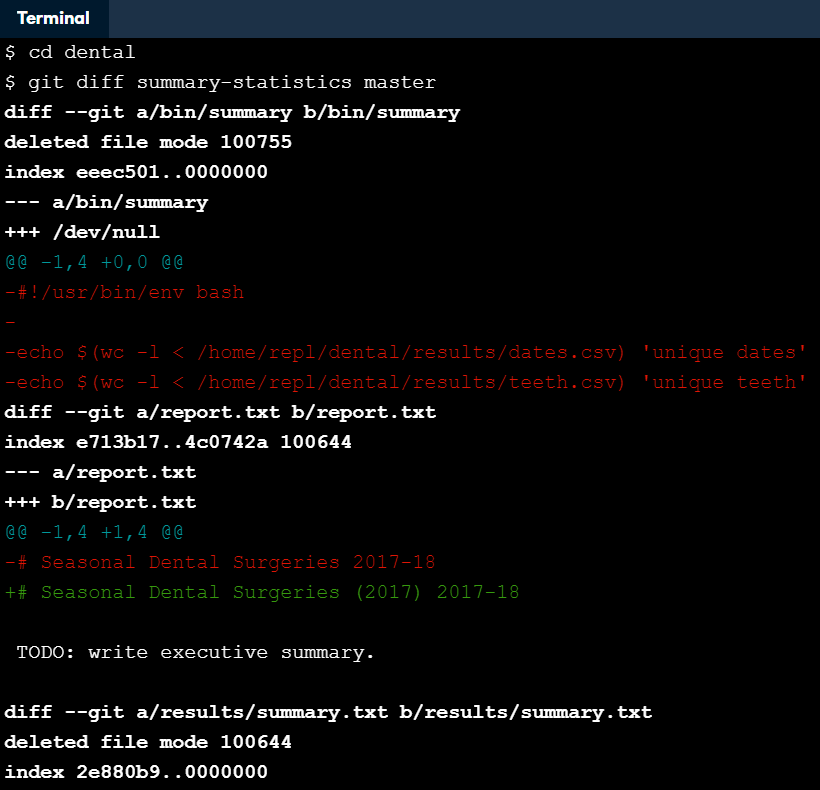 Terminal
$ cd dental
$ git diff summary-statistics master
diff --git a/bin/summary b/bin/summary
deleted file mode 100755
index eeec501..0000000
--- a/bin/summary
+++ /dev/null
@@ -1,4 +0,0 @@
-#!/usr/bin/env bash
-
-echo $(wc -l < /home/repl/dental/results/dates.csv) 'unique dates'
-echo $(wc -l < /home/repl/dental/results/teeth.csv) 'unique teeth'
diff --git a/report.txt b/report.txt
index e713b17..4c0742a 100644
--- a/report.txt
+++ b/report.txt
@@ -1,4 +1,4 @@
-# Seasonal Dental Surgeries 2017-18
+# Seasonal Dental Surgeries (2017) 2017-18
TODO: write executive summary.
diff --git a/results/summary.txt b/results/summary.txt
deleted file mode 100644
index 2e880b9..0000000